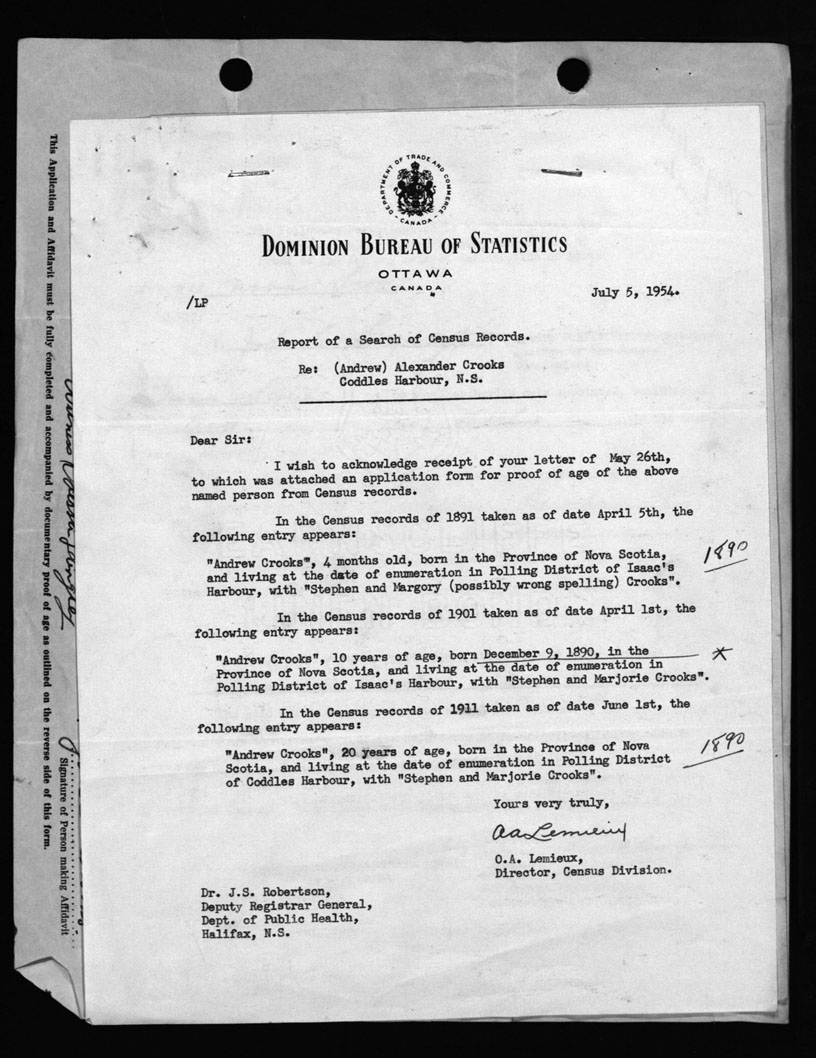 DEPARTMENT OF TRADE AND COMMERCE
- CANADA -
DOMINION BUREAU OF STATISTICS
OTTAWA
CANADA
/LP
July 5, 1954.
Report of a Search of Census Records.
Re: (Andrew) Alexander Crooks
Coddles Harbour, N.S.
Dear Sir:
I wish to acknowledge receipt of your letter of May 26th,
to which was attached an application form for proof of age of the above
named person from Census records.
In the Census records of 1891 taken as of date April 5th, the
following entry appears:
"Andrew Crooks", 4 months old, born in the Province of Nova Scotia,
and living at the date of enumeration in Polling District of Isaac's
Harbour, with "Stephen and Margory (possibly wrong spelling) Crooks".
1890
In the Census records of 1901 taken as of date April 1st, the
following entry appears:
"Andrew Crooks", 10 years of age, born December 9, 1890, in the
Province of Nova Scotia, and living at the date of enumeration in
Polling District of Isaac's Harbour, with "Stephen and Marjorie Crooks".
In the Census records of 1911 taken as of date June 1st, the
following entry appears:
"Andrew Crooks", 20 years of age, born in the Province of Nova
Scotia, and living at the date of enumeration in Polling District
of Coddles Harbour, with "Stephen and Marjorie Crooks".
1890
Yours very truly,
O.A. Lemieux,
Director, Census Division.
Dr. J.S. Robertson,
Deputy Registrar General,
Dept. of Public Health,
Halifax, N.S.
This Application and Affidavit must be fully completed and accompanied by documentary proof of age as outlined on the reverse side of this form.
Signature of Person making Affidavit